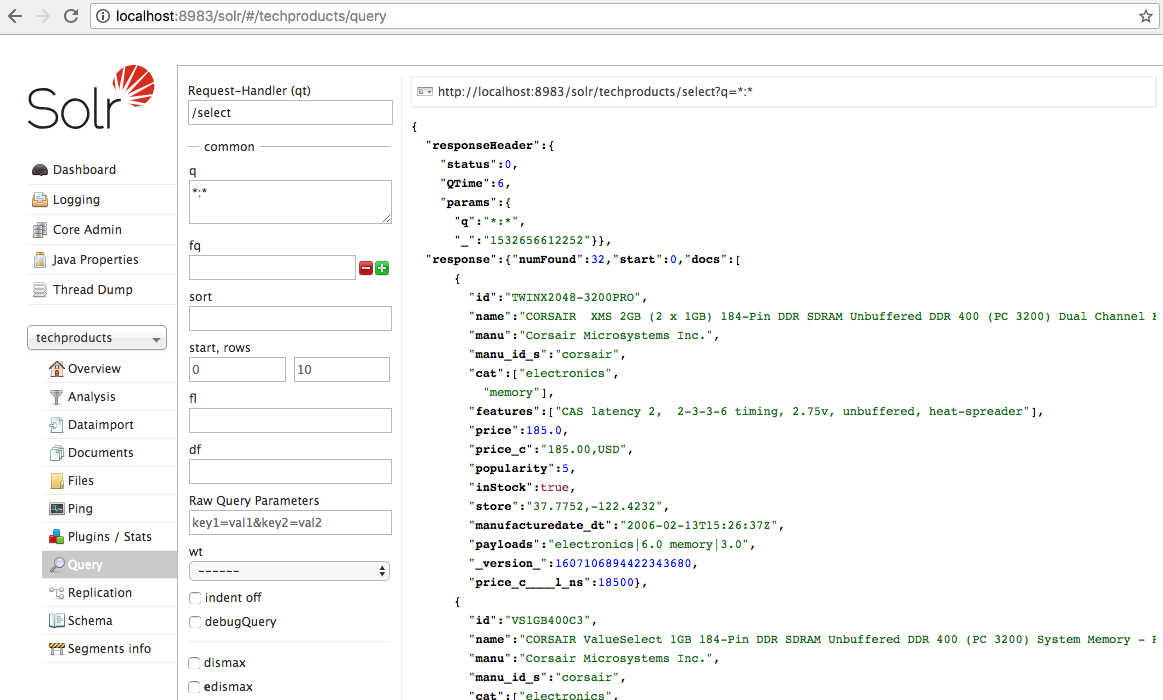 localhost:8983/solr/#/techproducts/query
Solr
Dashboard
Logging
Core Admin
Java Properties
Thread Dump
techproducts
Overview
Analysis
Dataimport
Documents
Files
Ping
Plugins / Stats
Query
Replication
Schema
Segments info
Request-Handler (qt)
/select
common
q
*:*
fq
sort
start, rows
0 10
fl
df
Raw Query Parameters
key1=val1&key2=val2
wt
------
indent off
debugQuery
dismax
edismax
http://localhost:8983/solr/techproducts/select?q=*:*
{
"responseHeader":{
"status":0,
"QTime":6,
"params":{
"q":"*:*",
"_":"1532656612252"}},
"response":{"numFound":32,"start":0,"docs":[
{
"id":"TWINX2048-3200PRO",
"name":"CORSAIR  XMS 2GB (2 x 1GB) 184-Pin DDR SDRAM Unbuffered DDR 400 (PC 3200) Dual Channel
"manu":"Corsair Microsystems Inc.",
"manu_id_s":"corsair",
"cat":["electronics",
"memory"],
"features":["CAS latency 2,  2-3-3-6 timing, 2.75v, unbuffered, heat-spreader"],
"price":185.0,
"price_c":"185.00,USD",
"popularity":5,
"inStock":true,
"store":"37.7752,-122.4232",
"manufacturedate_dt":"2006-02-13T15:26:37Z",
"payloads":"electronics|6.0 memory|3.0",
"_version_":1607106894422343680,
"price_c____l_ns":18500},
{
"id":"VS1GB400C3",
"name":"CORSAIR ValueSelect 1GB 184-Pin DDR SDRAM Unbuffered DDR 400 (PC 3200) System Memory -
"manu":"Corsair Microsystems Inc.",
"manu_id_s":"corsair",
"cat":["electronics",